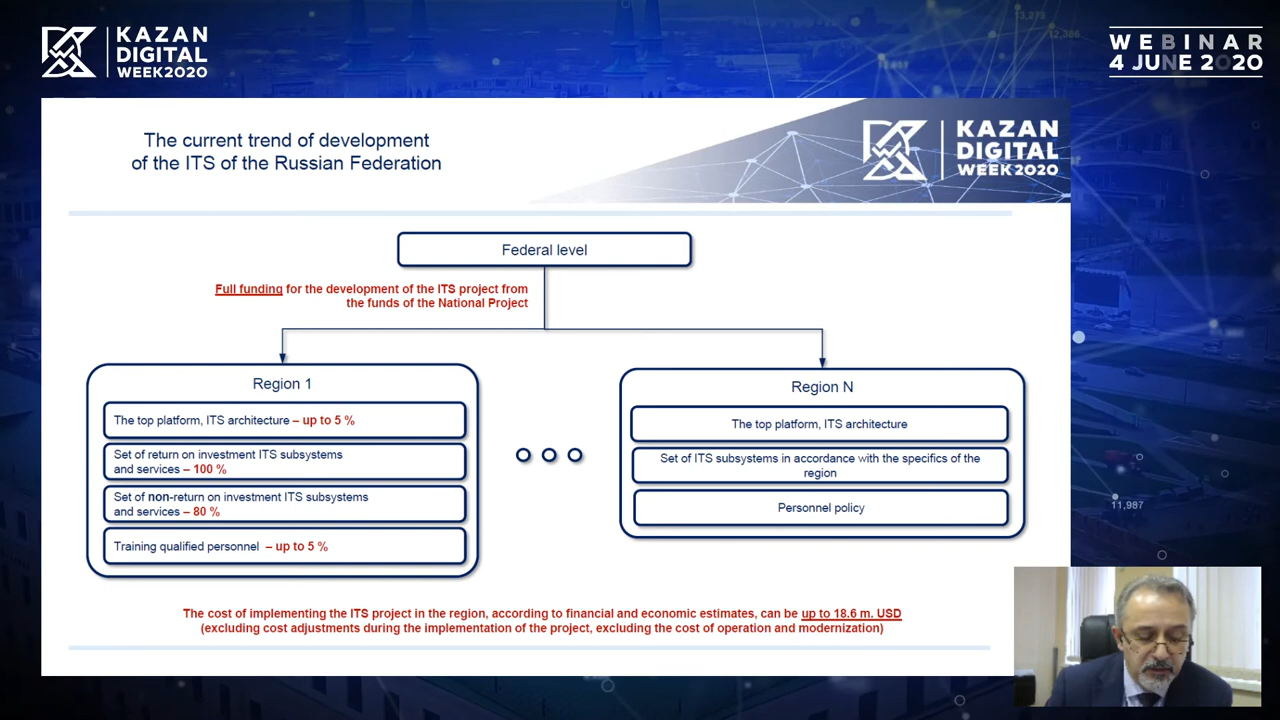 KAZAN
DIGITAL
WEEK2020
WEBINAR
4 JUNE 2020
13,273
12,386
The current trend of development
of the ITS of the Russian Federation
KAZAN
DIGITAL
WEEK2020
Federal level
Full funding for the development of the ITS project from
the funds of the National Project
Region 1
The top platform, ITS architecture – up to 5 %
Set of return on investment ITS subsystems
and services – 100 %
Set of non-return on investment ITS subsystems
and services – 80 %
Training qualified personnel – up to 5 %
Region N
The top platform, ITS architecture
Set of ITS subsystems in accordance with the specifics of the
region
Personnel policy
11,987
The cost of implementing the ITS project in the region, according to financial and economic estimates, can be up to 18.6 m. USD
(excluding cost adjustments during the implementation of the project, excluding the cost of operation and modernization)